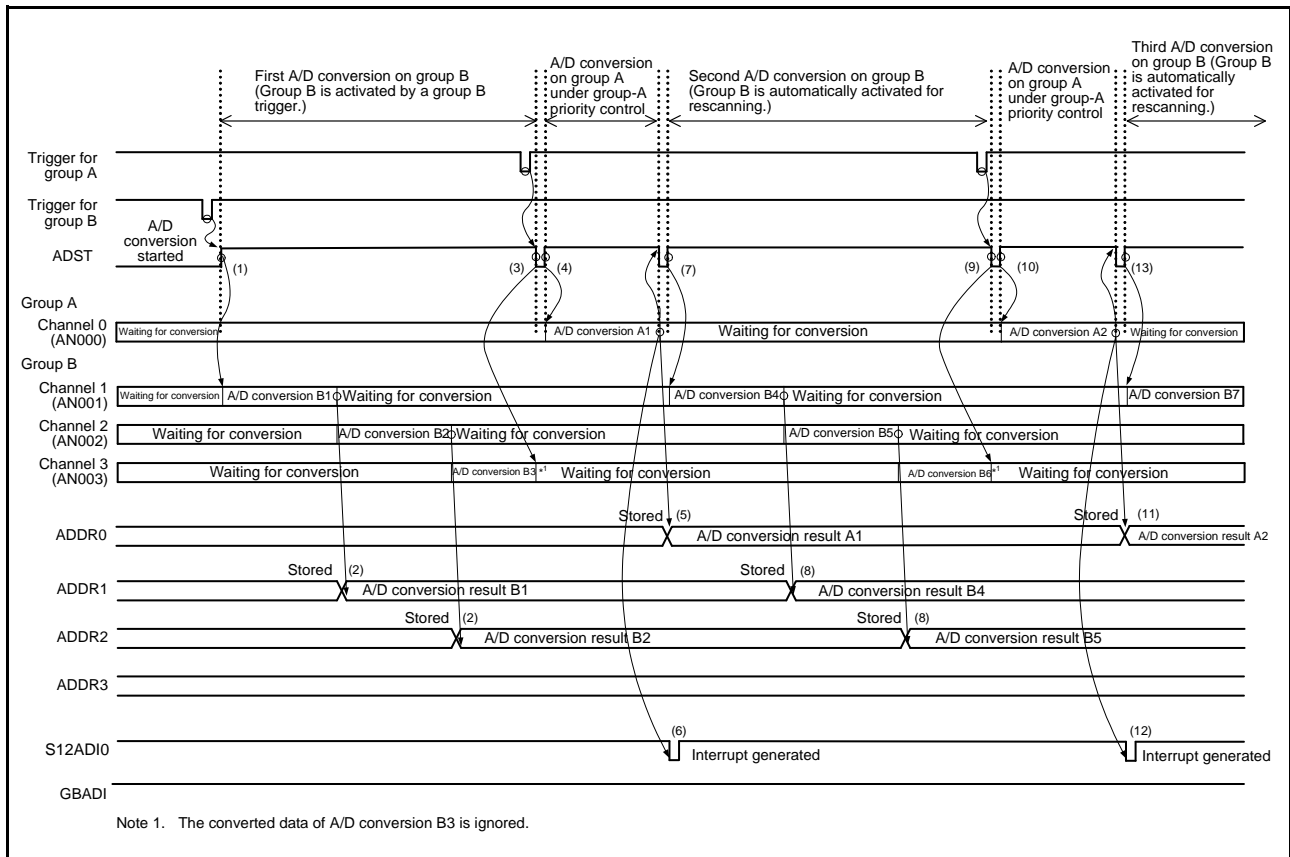 First A/D conversion on group B
(Group B is activated by a group B
trigger.)
A/D conversion
on group A
under group-A
priority control
Second A/D conversion on group B
(Group B is automatically activated for
rescanning.)
A/D conversion
on group A
under group-A
priority control
Third A/D conversion
on group B (Group B
is automatically
activated for
rescanning.)
Trigger for
group A
Trigger for
group B
A/D
conversion
started
ADST
(1)
(3)
(4)
(7)
(9)
(10)
(13)
Group A
Channel 0
(AN000)
Waiting for conversion
A/D conversion A1
Waiting for conversion
A/D conversion A2
Waiting for conversion
Group B
Channel 1
(AN001)
Waiting for conversion
A/D conversion B1
Waiting for conversion
A/D conversion B4
Waiting for conversion
A/D conversion B7
Channel 2
(AN002)
Waiting for conversion
A/D conversion B2
Waiting for conversion
A/D conversion B5
Waiting for conversion
Channel 3
(AN003)
Waiting for conversion
A/D conversion B3 *1
Waiting for conversion
A/D conversion B6*1
Waiting for conversion
ADDR0
Stored (5)
A/D conversion result A1
Stored (11)
A/D conversion result A2
ADDR1
Stored (2)
A/D conversion result B1
Stored (8)
A/D conversion result B4
ADDR2
Stored (2)
A/D conversion result B2
Stored (8)
A/D conversion result B5
ADDR3
S12ADI0
(6)
Interrupt generated
(12)
Interrupt generated
GBADI
Note 1. The converted data of A/D conversion B3 is ignored.